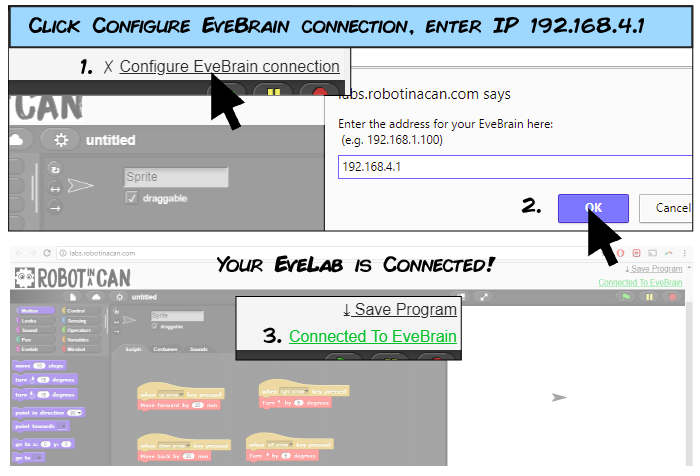 Click Configure EveBrain connection, enter IP 192.168.4.1
1. X Configure EveBrain connection
CAN
untitled
Sprite
draggable
labs.robotinacan.com says
Enter the address for your EveBrain here:
(e.g. 192.168.1.100)
192.168.4.1
2. OK Cancel
labs.robotinacan.com
Your EveLab is Connected!
ROBOT IN A CAN
↓ Save Program
Connected To EveBrain
untitled
↓ Save Program
3. Connected To EveBrain
Sprite
draggable
Motion Control
Looks Sensing
Sound Operators
Pen Variables
Evelab Mirobot
Scripts Costumes Sounds
move 10 steps
turn 15 degrees
turn 15 degrees
point in direction 90
point towards
go to x: 0 y: 0
go to
when up arrow key pressed
Move forward by 20 mm
when right arrow key pressed
Turn by 9 degrees
when down arrow key pressed
Move back by 20 mm
when left arrow key pressed
Turn by 9 degrees